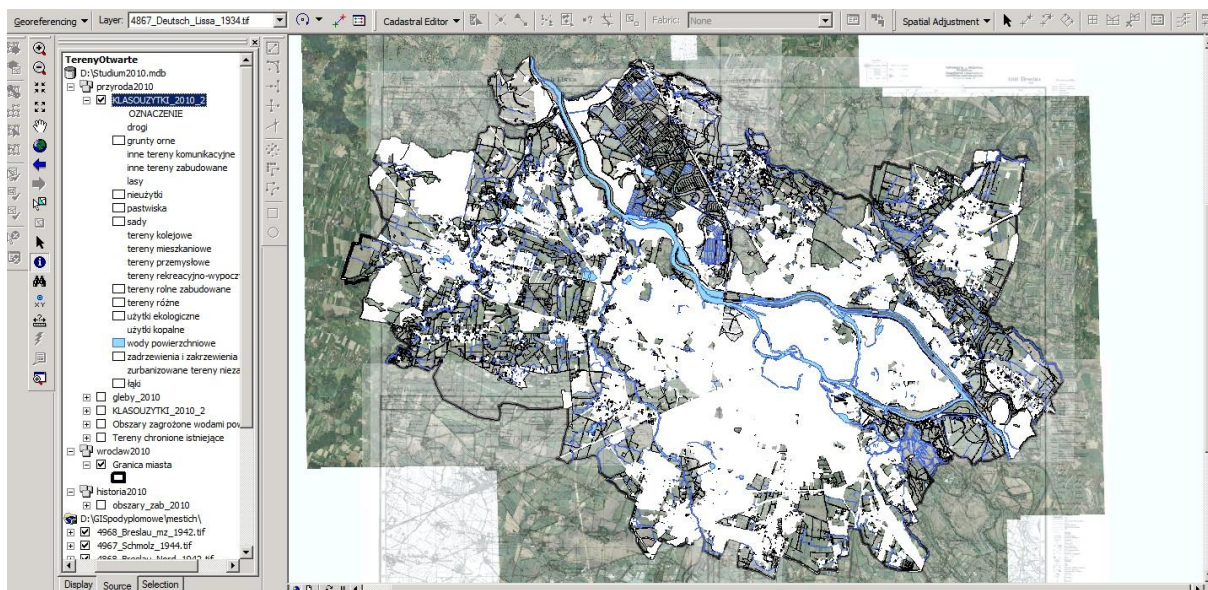 Georeferencing Layer: 4867_Deutsch_Lissa_1934.tif Cadastral Editor Fabric: None Spatial Adjustment
TerenyOtwarte
D:\Studium2010.mdb
przyroda2010
KLASOUZYTKI_2010_2
OZNACZENIE
drogi
grunty orne
inne tereny komunikacyjne
inne tereny zabudowane
lasy
nieużytki
pastwiska
sady
tereny kolejowe
tereny mieszkaniowe
tereny przemysłowe
tereny rekreacyjno-wypocz
tereny rolne zabudowane
tereny różne
użytki ekologiczne
użytki kopalne
wody powierzchniowe
zadrzewienia i zakrzewienia
zurbanizowane tereny nieza
łąki
gleby_2010
KLASOUZYTKI_2010_2
Obszary zagrożone wodami pow
Tereny chronione istniejące
wroclaw2010
Granica miasta
historia2010
obszary_zab_2010
D:\GISpodyplomowe\mestich\
4968_Breslau_mz_1942.tif
4967_Schmolz_1944.tif
4868_Breslau_Nord_1942.tif
Display Source Selection